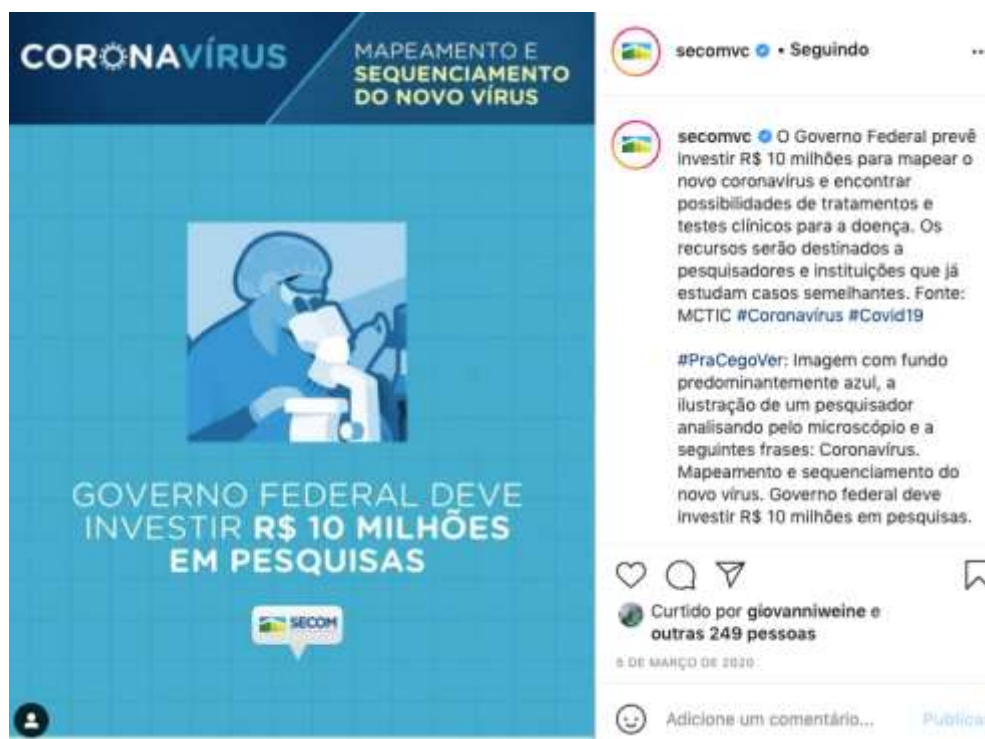 CORONAVÍRUS
MAPEAMENTO E
SEQUENCIAMENTO
DO NOVO VÍRUS
GOVERNO FEDERAL DEVE
INVESTIR R$ 10 MILHÕES
EM PESQUISAS
SECOM
secomvc • Seguindo
secomvc O Governo Federal prevê
investir R$ 10 milhões para mapear o
novo coronavírus e encontrar
possibilidades de tratamentos e
testes clínicos para a doença. Os
recursos serão destinados a
pesquisadores e instituições que já
estudam casos semelhantes. Fonte:
MCTIC #Coronavírus #Covid19
#PraCegoVer: Imagem com fundo
predominantemente azul, a
ilustração de um pesquisador
analisando pelo microscópio e a
seguintes frases: Coronavírus.
Mapeamento e sequenciamento do
novo vírus. Governo federal deve
investir R$ 10 milhões em pesquisas.
Curtido por giovanniweine e
outras 249 pessoas
DE MARÇO DE 2020
Adicione um comentário...
Publica